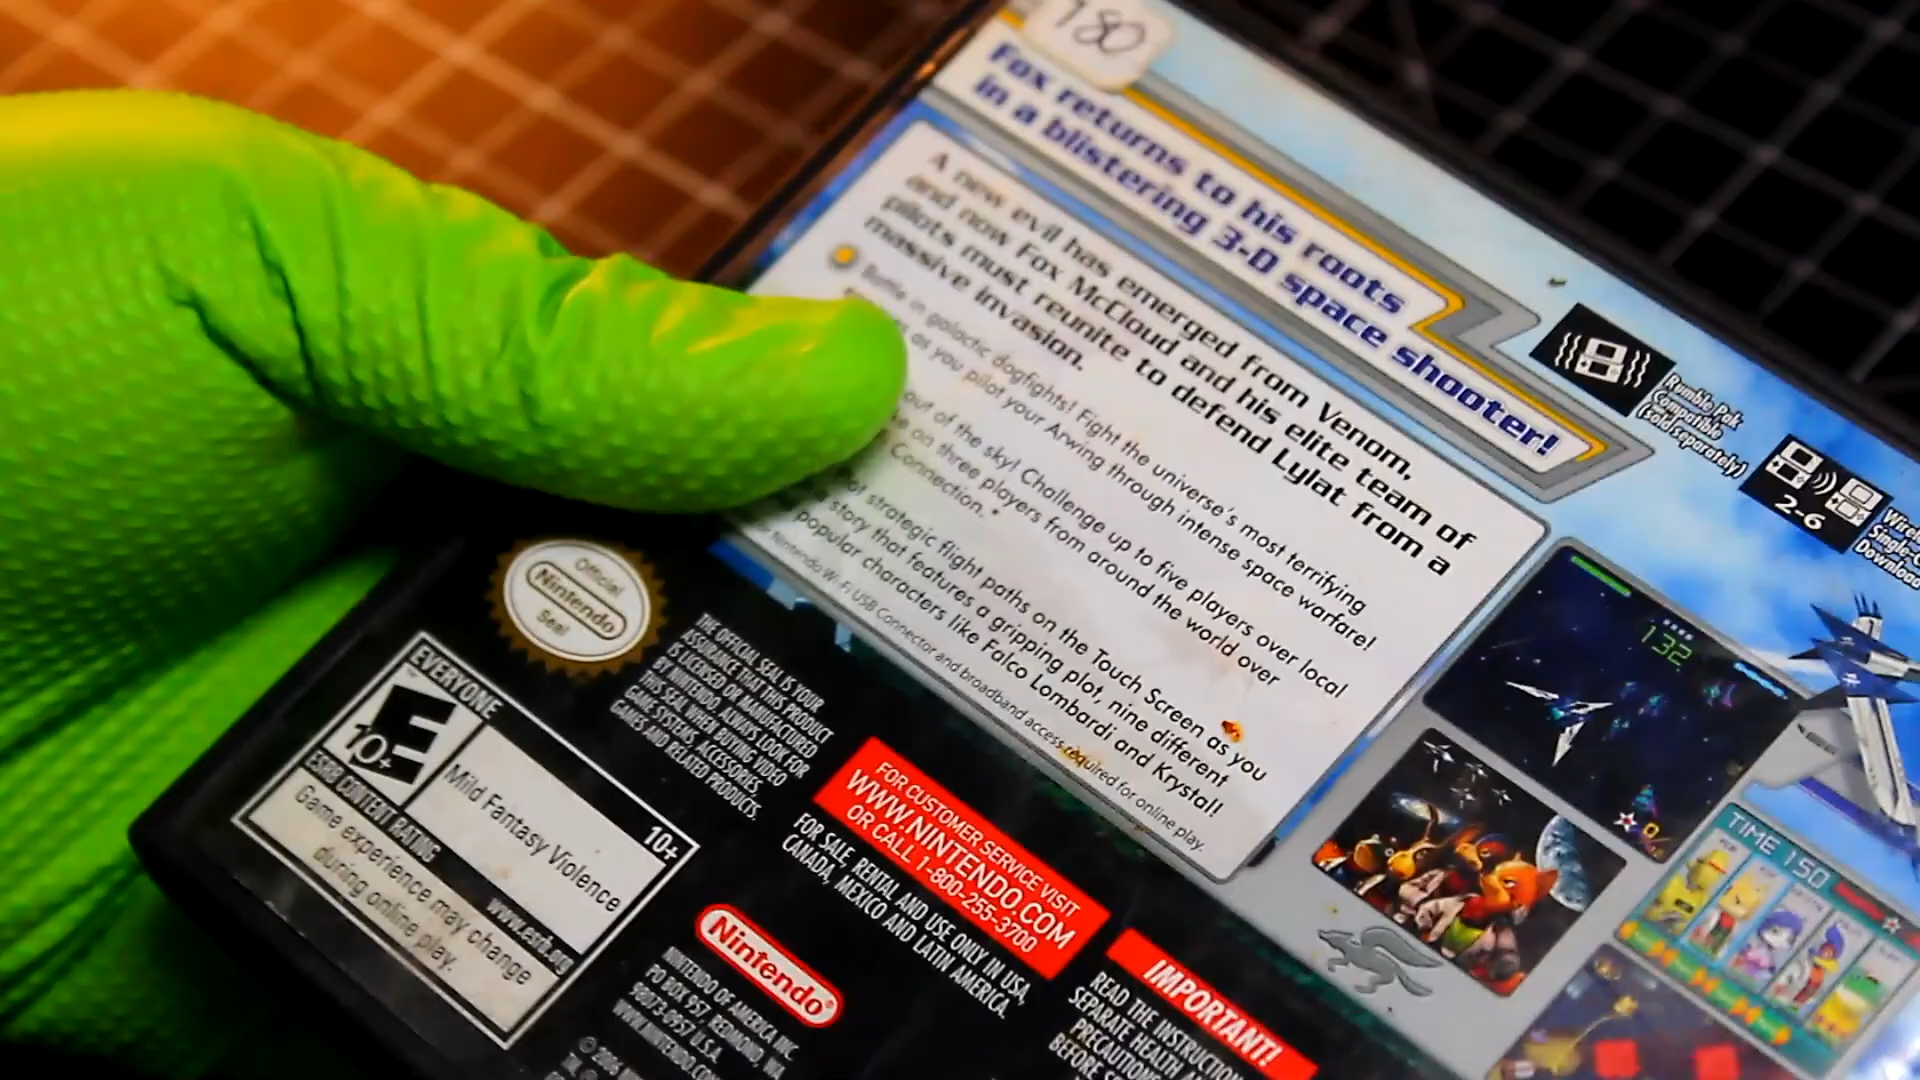 780
Fox returns to his roots
in a blistering 3-D space shooter!
A new evil has emerged from Venom,
and now Fox McCloud and his elite team of
pilots must reunite to defend Lylat from a
massive invasion.
Battle in galactic dogfights! Fight the universe's most terrifying
as you pilot your Arwing through intense space warfare!
out of the sky! Challenge up to five players over local
on three players from around the world over
Connection.*
strategic flight paths on the Touch Screen as you
story that features a gripping plot, nine different
popular characters like Falco Lombardi and Krystal!
Nintendo Wi-Fi USB Connector and broadband access required for online play.
Rumble Pak
Compatible
(sold separately)
2-6
Download
132
0
TIME 150
Official
Nintendo
Seal
THE OFFICIAL SEAL IS YOUR
ASSURANCE THAT THIS PRODUCT
IS LICENSED OR MANUFACTURED
BY NINTENDO. ALWAYS LOOK FOR
THIS SEAL WHEN BUYING VIDEO
GAME SYSTEMS, ACCESSORIES,
GAMES AND RELATED PRODUCTS.
EVERYONE
E
10+
10+
Mild Fantasy Violence
ESRB CONTENT RATING
www.esrb.org
Game experience may change
during online play.
FOR CUSTOMER SERVICE VISIT
WWW.NINTENDO.COM
OR CALL 1-800-255-3700
FOR SALE, RENTAL AND USE ONLY IN USA,
CANADA, MEXICO AND LATIN AMERICA.
Nintendo®
NINTENDO OF AMERICA INC.
PO BOX 957, REDMOND, WA
98073-0957 U.S.A.
WWW.NINTENDO.COM
IMPORTANT!
READ THE INSTRUCTION
SEPARATE HEALTH
PRECAUTION
BEFORE